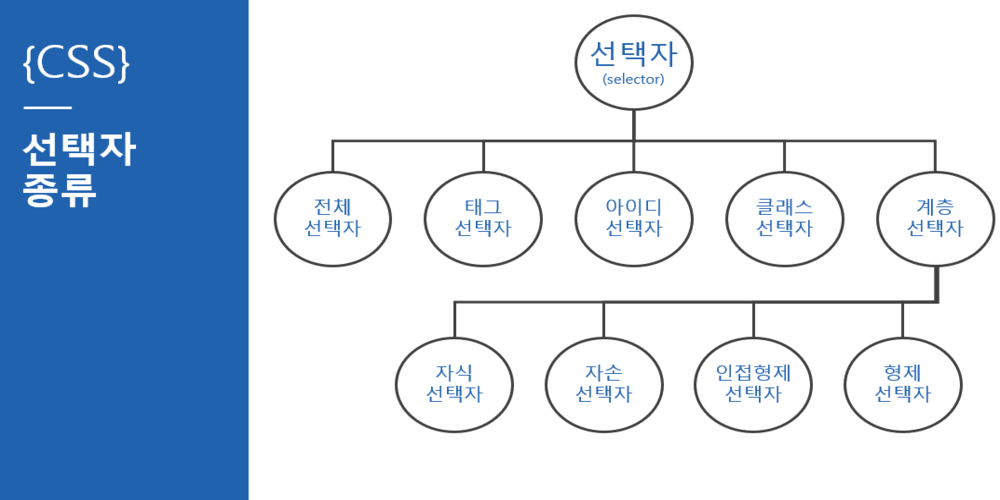 {CSS}
선택자
종류
선택자
(selector)
전체
선택자
태그
선택자
아이디
선택자
클래스
선택자
계층
선택자
자식
선택자
자손
선택자
인접형제
선택자
형제
선택자